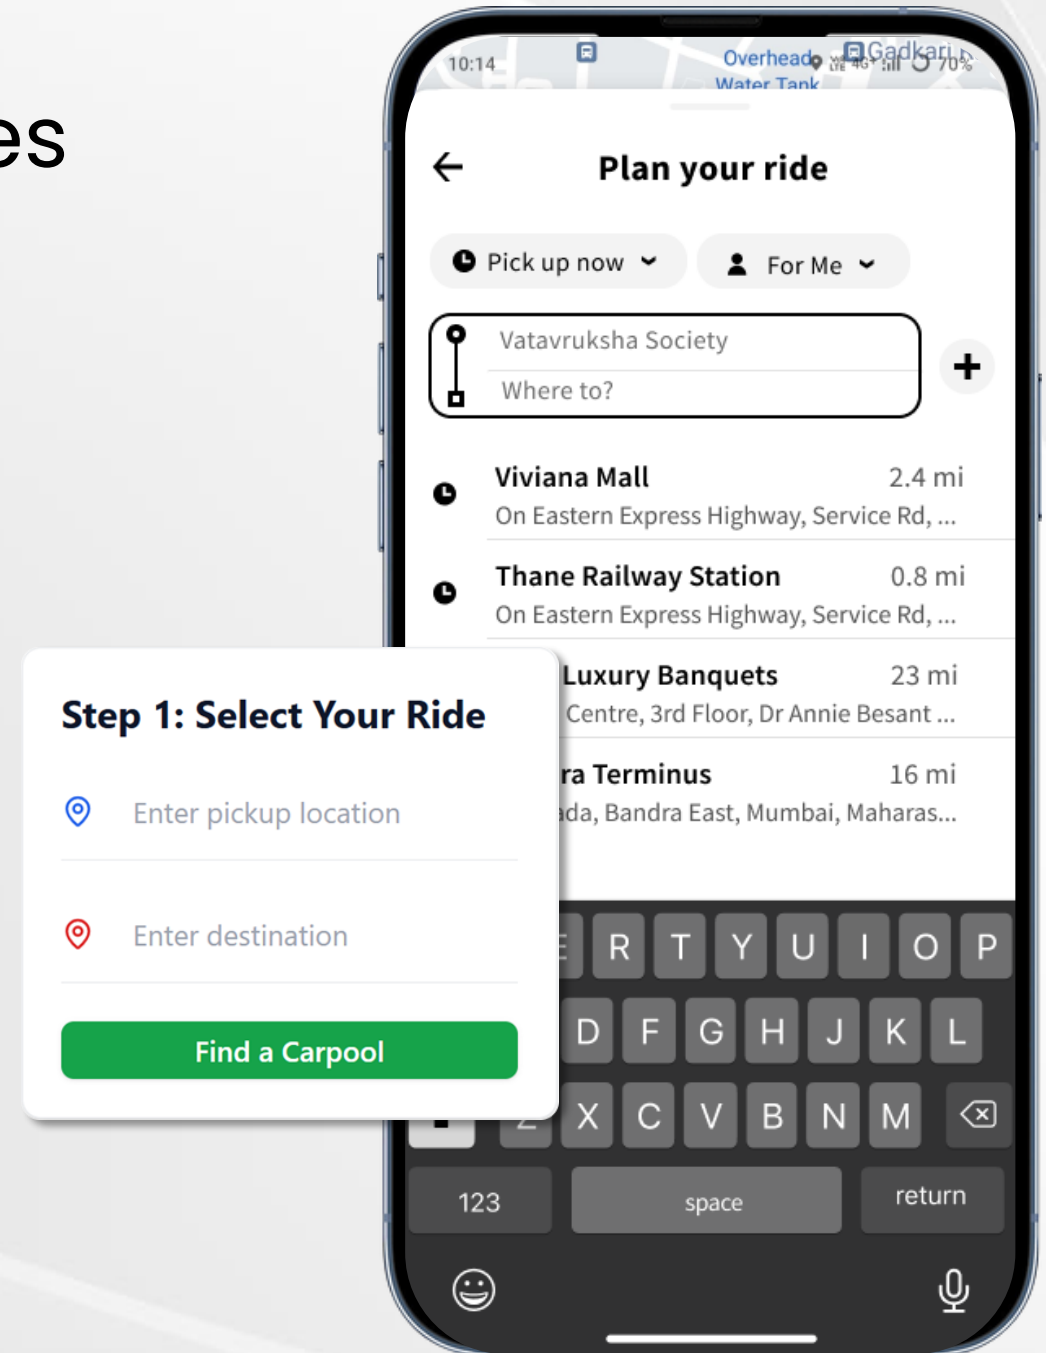 es
10:14
Overhead
Water Tank
Gadkari
4G+
70%
Plan your ride
Pick up now
For Me
Vatavruksha Society
Where to?
Viviana Mall
2.4 mi
On Eastern Express Highway, Service Rd, ...
Thane Railway Station
0.8 mi
On Eastern Express Highway, Service Rd, ...
Luxury Banquets
23 mi
Centre, 3rd Floor, Dr Annie Besant ...
ra Terminus
16 mi
ada, Bandra East, Mumbai, Maharas...
Step 1: Select Your Ride
Enter pickup location
Enter destination
Find a Carpool
E R T Y U I O P
D F G H J K L
Z X C V B N M
123
space
return